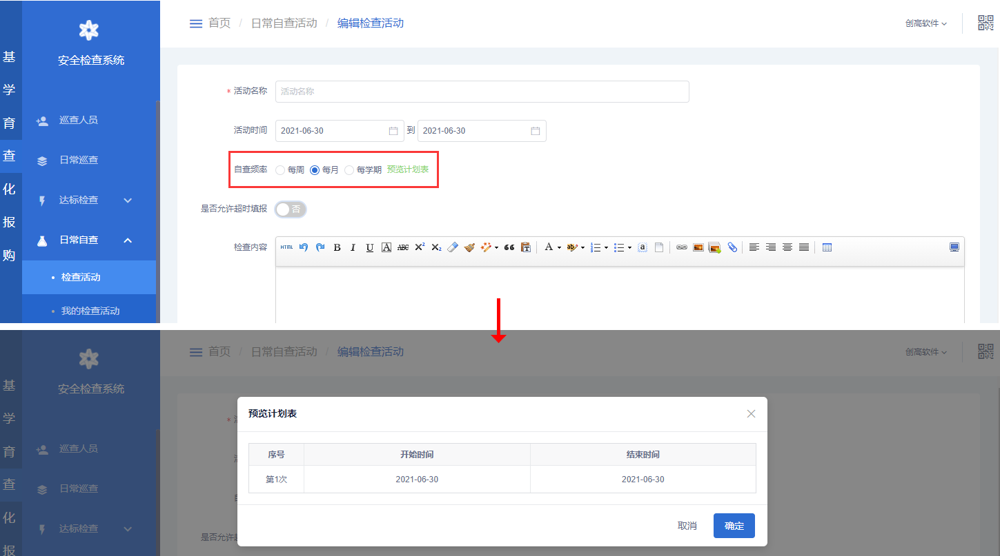 首页 / 日常自查活动 / 编辑检查活动
创高软件
安全检查系统
基
学
育
查
化
报
购
巡查人员
日常巡查
达标检查
日常自查
• 检查活动
• 我的检查活动
* 活动名称 活动名称
活动时间 2021-06-30 到 2021-06-30
自查频率 每周 每月 每学期 预览计划表
是否允许超时填报 否
检查内容 HTML B I U A ABC X² X₂ A ab a
首页 / 日常自查活动 / 编辑检查活动
创高软件
安全检查系统
基
学
育
查
化
报
巡查人员
日常巡查
达标检查
*
是否允许超
预览计划表
序号 开始时间 结束时间
第1次 2021-06-30 2021-06-30
取消 确定